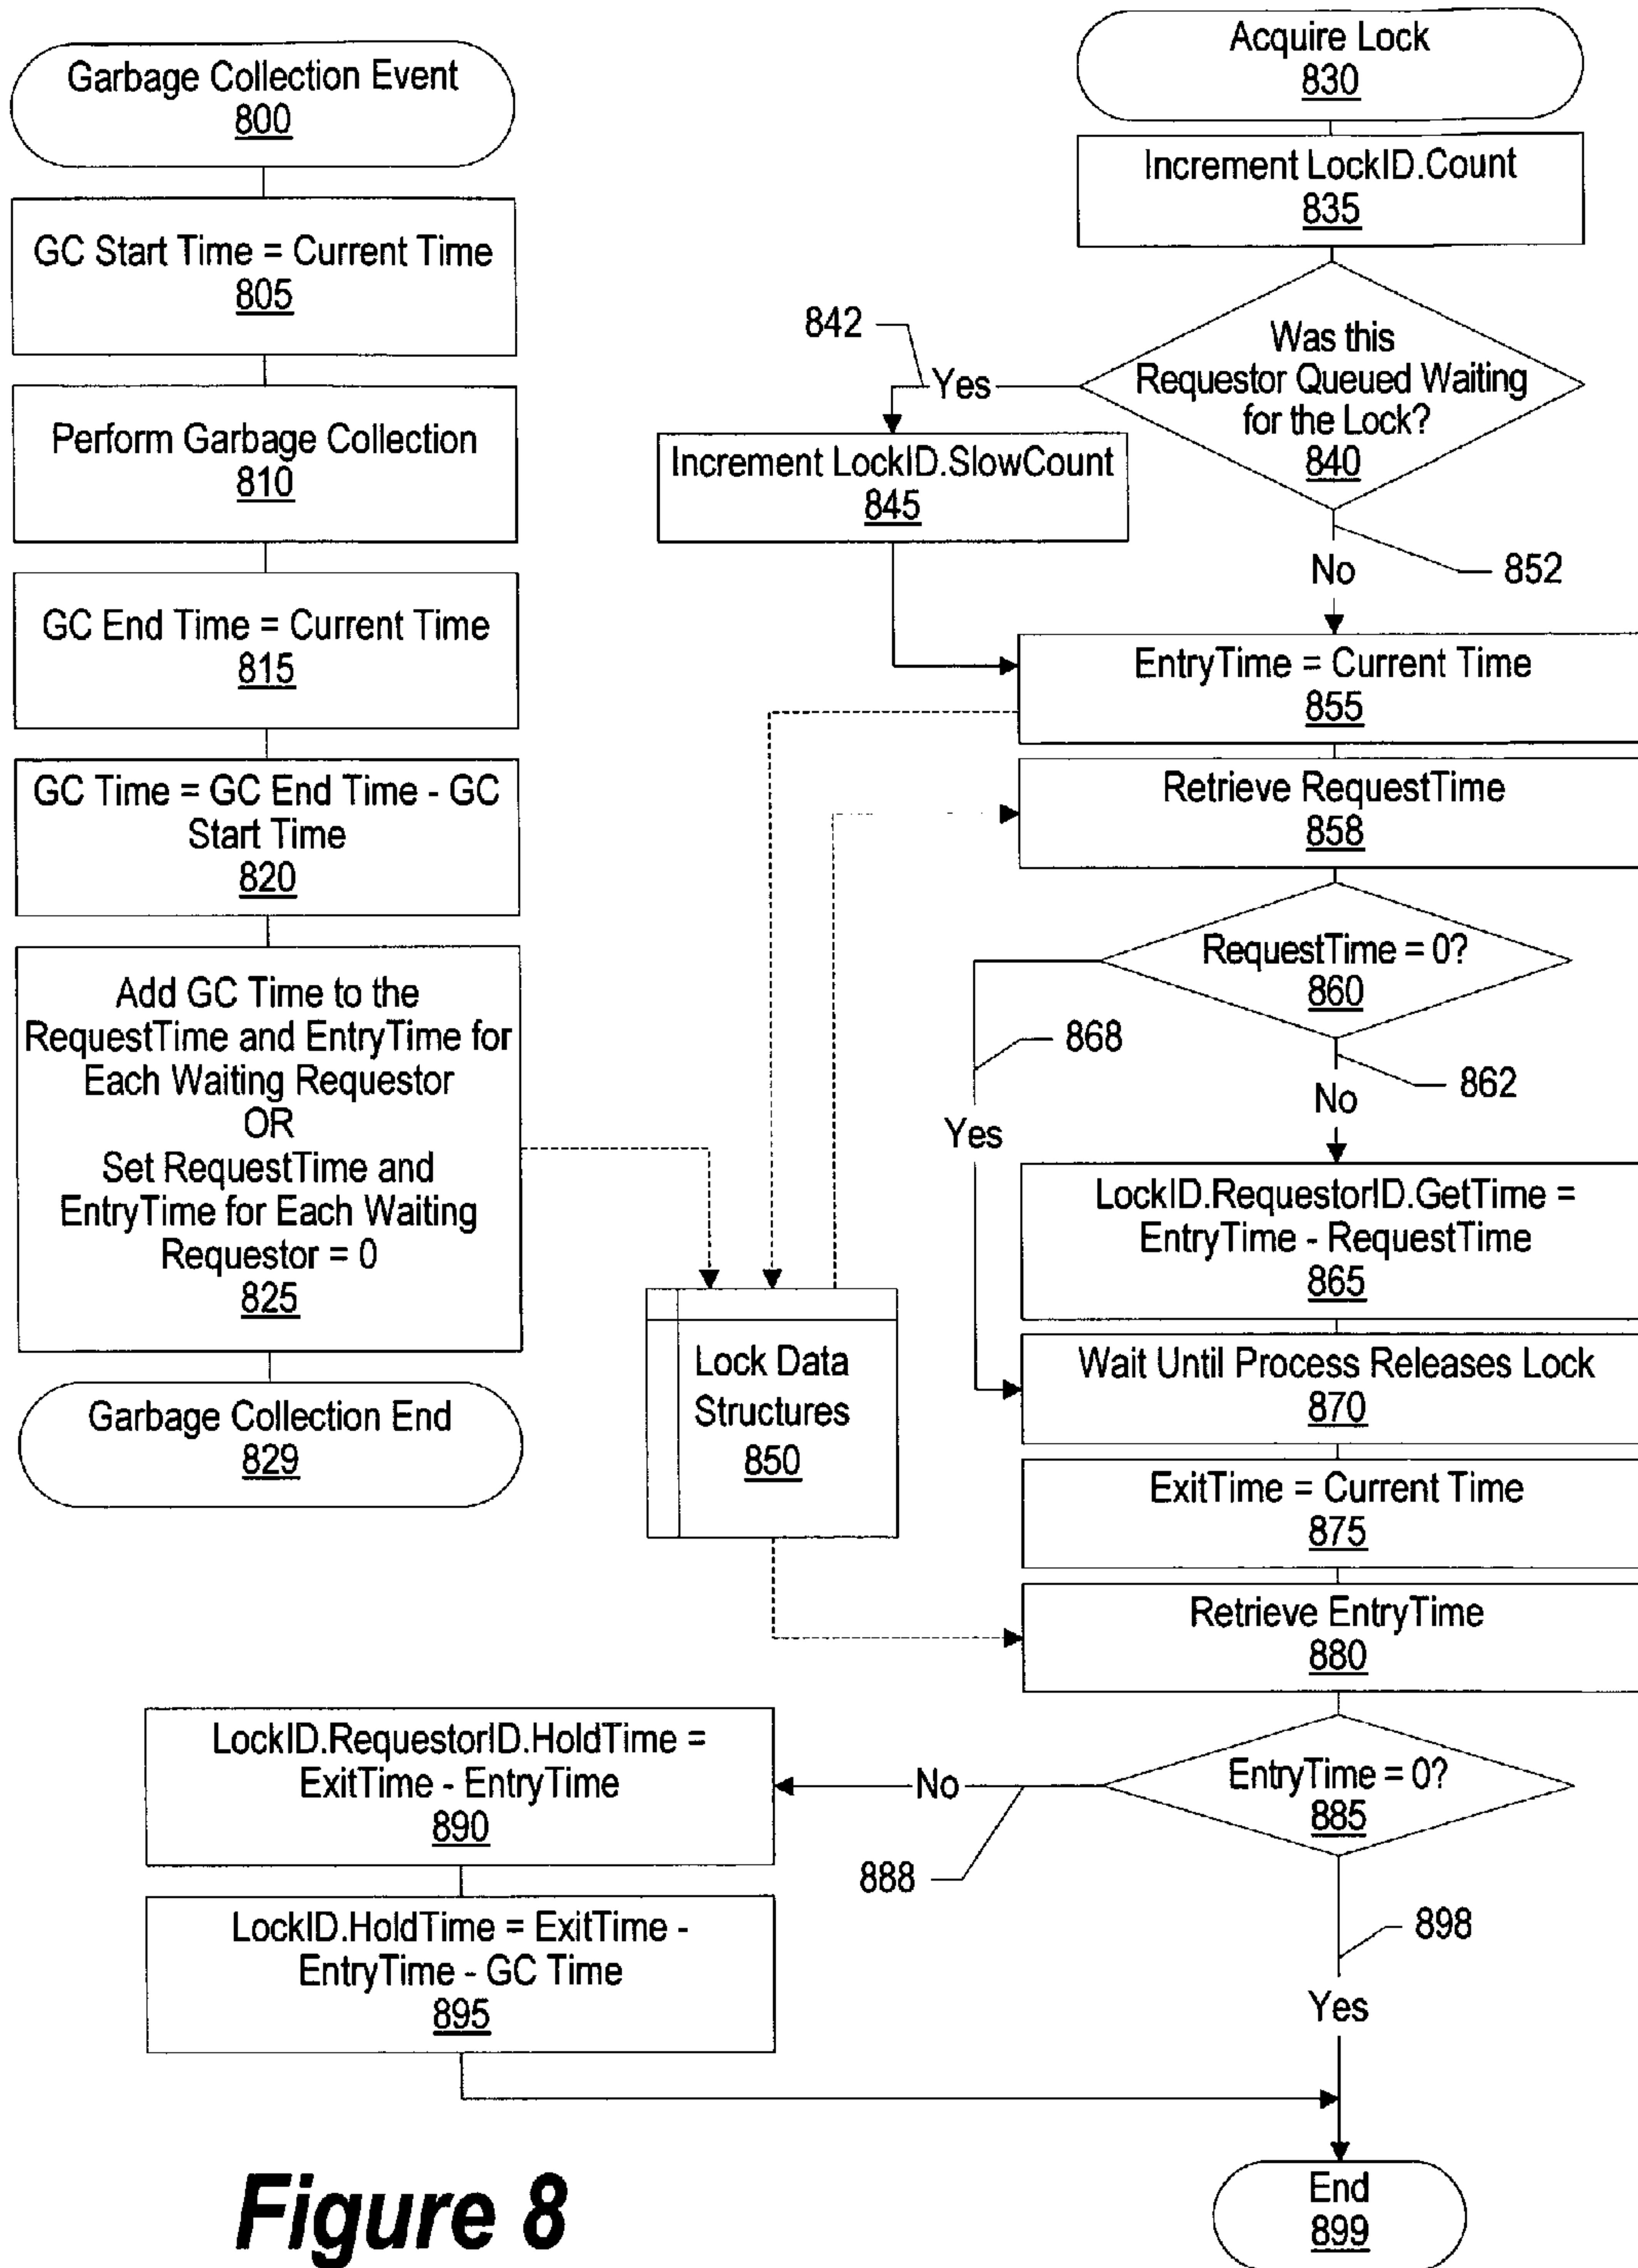 Garbage Collection Event
800
GC Start Time = Current Time
805
Perform Garbage Collection
810
GC End Time = Current Time
815
GC Time = GC End Time - GC
Start Time
820
Add GC Time to the
RequestTime and EntryTime for
Each Waiting Requestor
OR
Set RequestTime and
EntryTime for Each Waiting
Requestor = 0
825
Garbage Collection End
829
Acquire Lock
830
Increment LockID.Count
835
Was this
Requestor Queued Waiting
for the Lock?
840
842
Yes
Increment LockID.SlowCount
845
No
852
EntryTime = Current Time
855
Retrieve RequestTime
858
RequestTime = 0?
860
868
Yes
862
No
LockID.RequestorID.GetTime =
EntryTime - RequestTime
865
Lock Data
Structures
850
Wait Until Process Releases Lock
870
ExitTime = Current Time
875
Retrieve EntryTime
880
EntryTime = 0?
885
No
888
LockID.RequestorID.HoldTime =
ExitTime - EntryTime
890
LockID.HoldTime = ExitTime -
EntryTime - GC Time
895
898
Yes
End
899
Figure 8